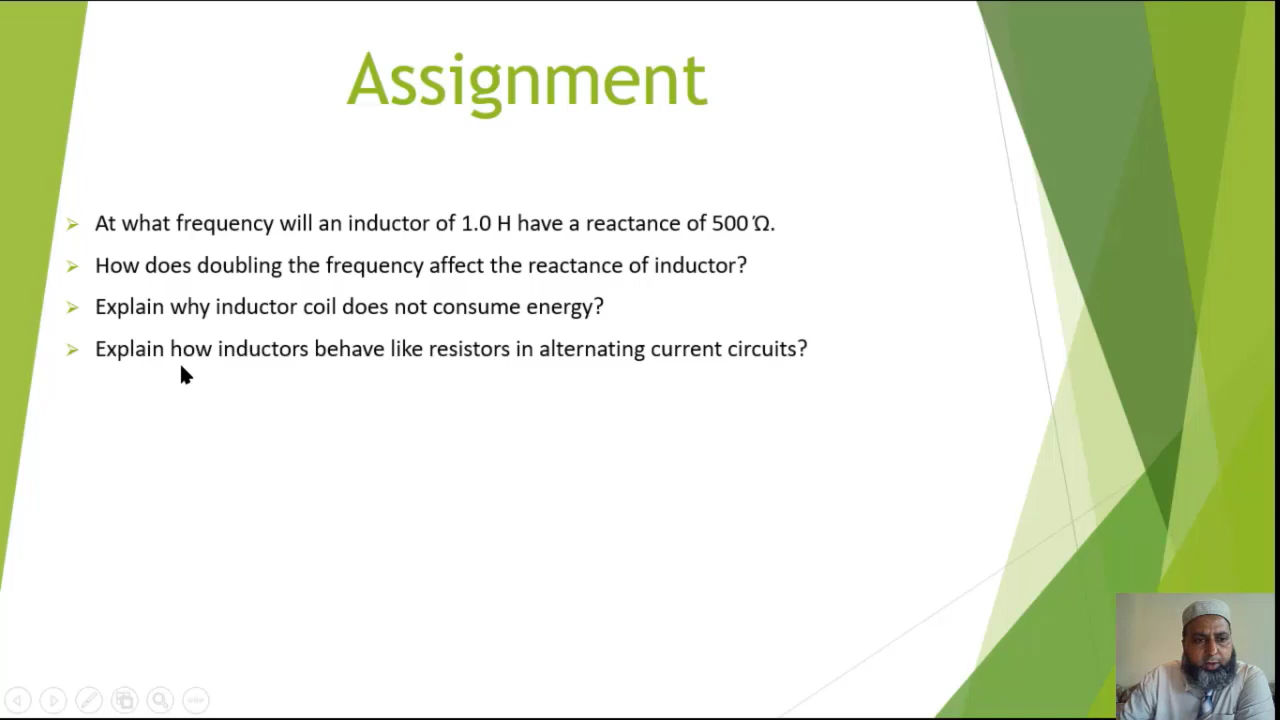 Assignment
At what frequency will an inductor of 1.0 H have a reactance of 500 Ώ.
How does doubling the frequency affect the reactance of inductor?
Explain why inductor coil does not consume energy?
Explain how inductors behave like resistors in alternating current circuits?